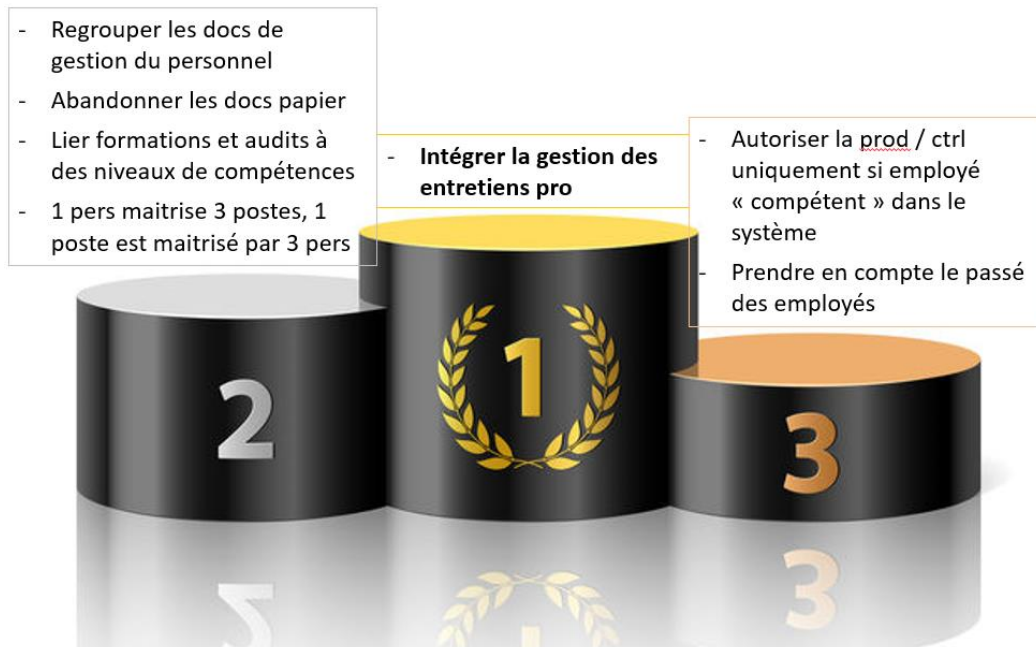 - Regrouper les docs de
gestion du personnel
- Abandonner les docs papier
- Lier formations et audits à
des niveaux de compétences
- 1 pers maitrise 3 postes, 1
poste est maitrisé par 3 pers
- Intégrer la gestion des
entretiens pro
- Autoriser la prod / ctrl
uniquement si employé
« compétent » dans le
système
- Prendre en compte le passé
des employés
2
1
3